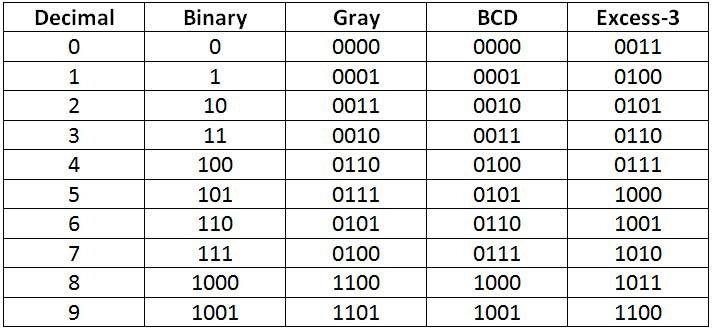 Decimal Binary Gray BCD Excess-3
0 0 0000 0000 0011
1 1 0001 0001 0100
2 10 0011 0010 0101
3 11 0010 0011 0110
4 100 0110 0100 0111
5 101 0111 0101 1000
6 110 0101 0110 1001
7 111 0100 0111 1010
8 1000 1100 1000 1011
9 1001 1101 1001 1100